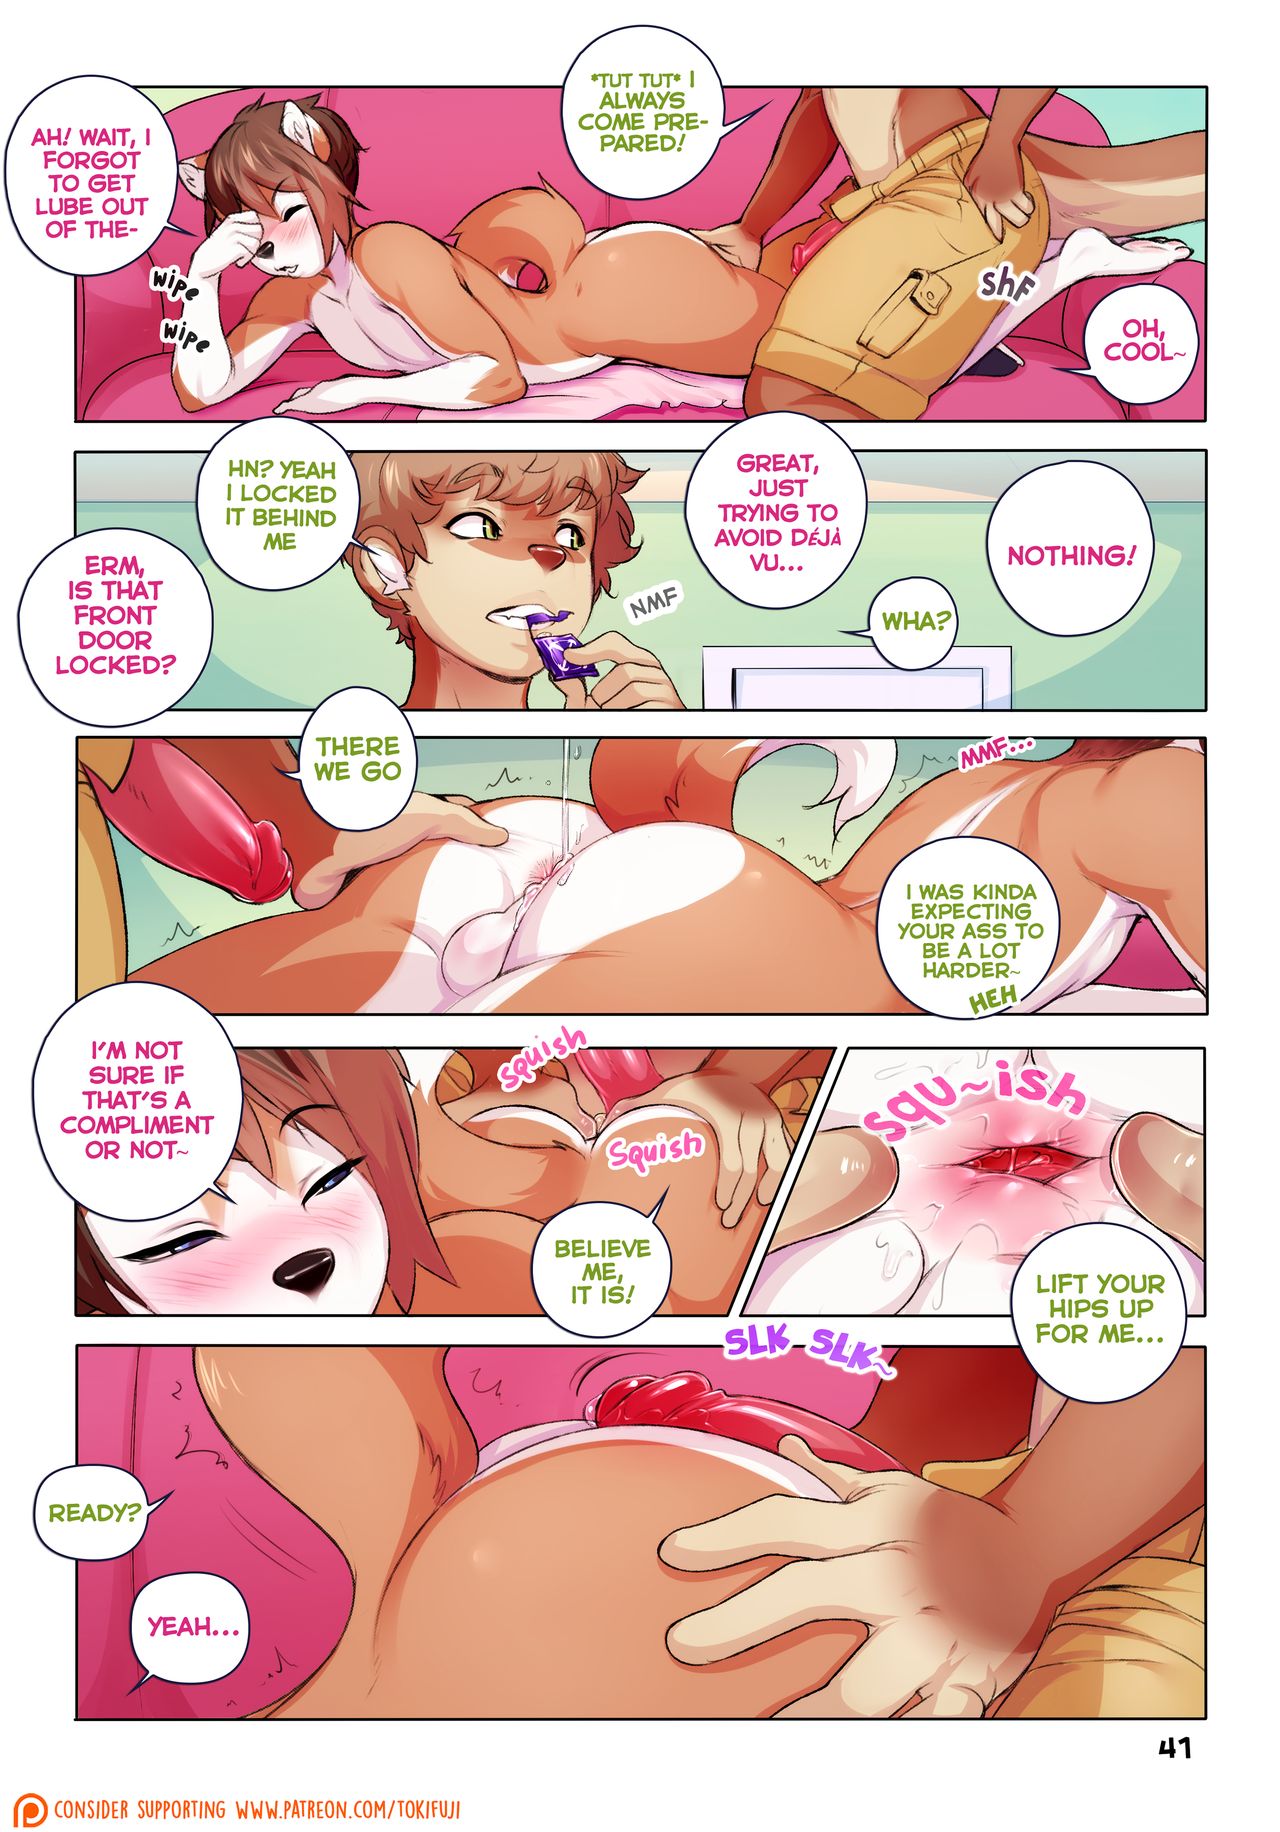 AH! WAIT, I
FORGOT
TO GET
LUBE OUT
OF THE-
*TUT TUT* I
ALWAYS
COME PRE-
PARED!
WIPE
WIPE
SHF
OH,
COOL~
HN? YEAH
I LOCKED
IT BEHIND
ME
ERM,
IS THAT
FRONT
DOOR
LOCKED?
GREAT,
JUST
TRYING TO
AVOID DÉJÀ
VU...
NMF
WHA?
NOTHING!
THERE
WE GO
MMF...
I WAS KINDA
EXPECTING
YOUR ASS TO
BE A LOT
HARDER~
HEH
I'M NOT
SURE IF
THAT'S A
COMPLIMENT
OR NOT~
SQUISH
SQUISH
BELIEVE
ME,
IT IS!
SQU~ISH
LIFT YOUR
HIPS UP
FOR ME...
SLK SLK~
READY?
YEAH...
41
CONSIDER SUPPORTING WWW.PATREON.COM/TOKIFUJI